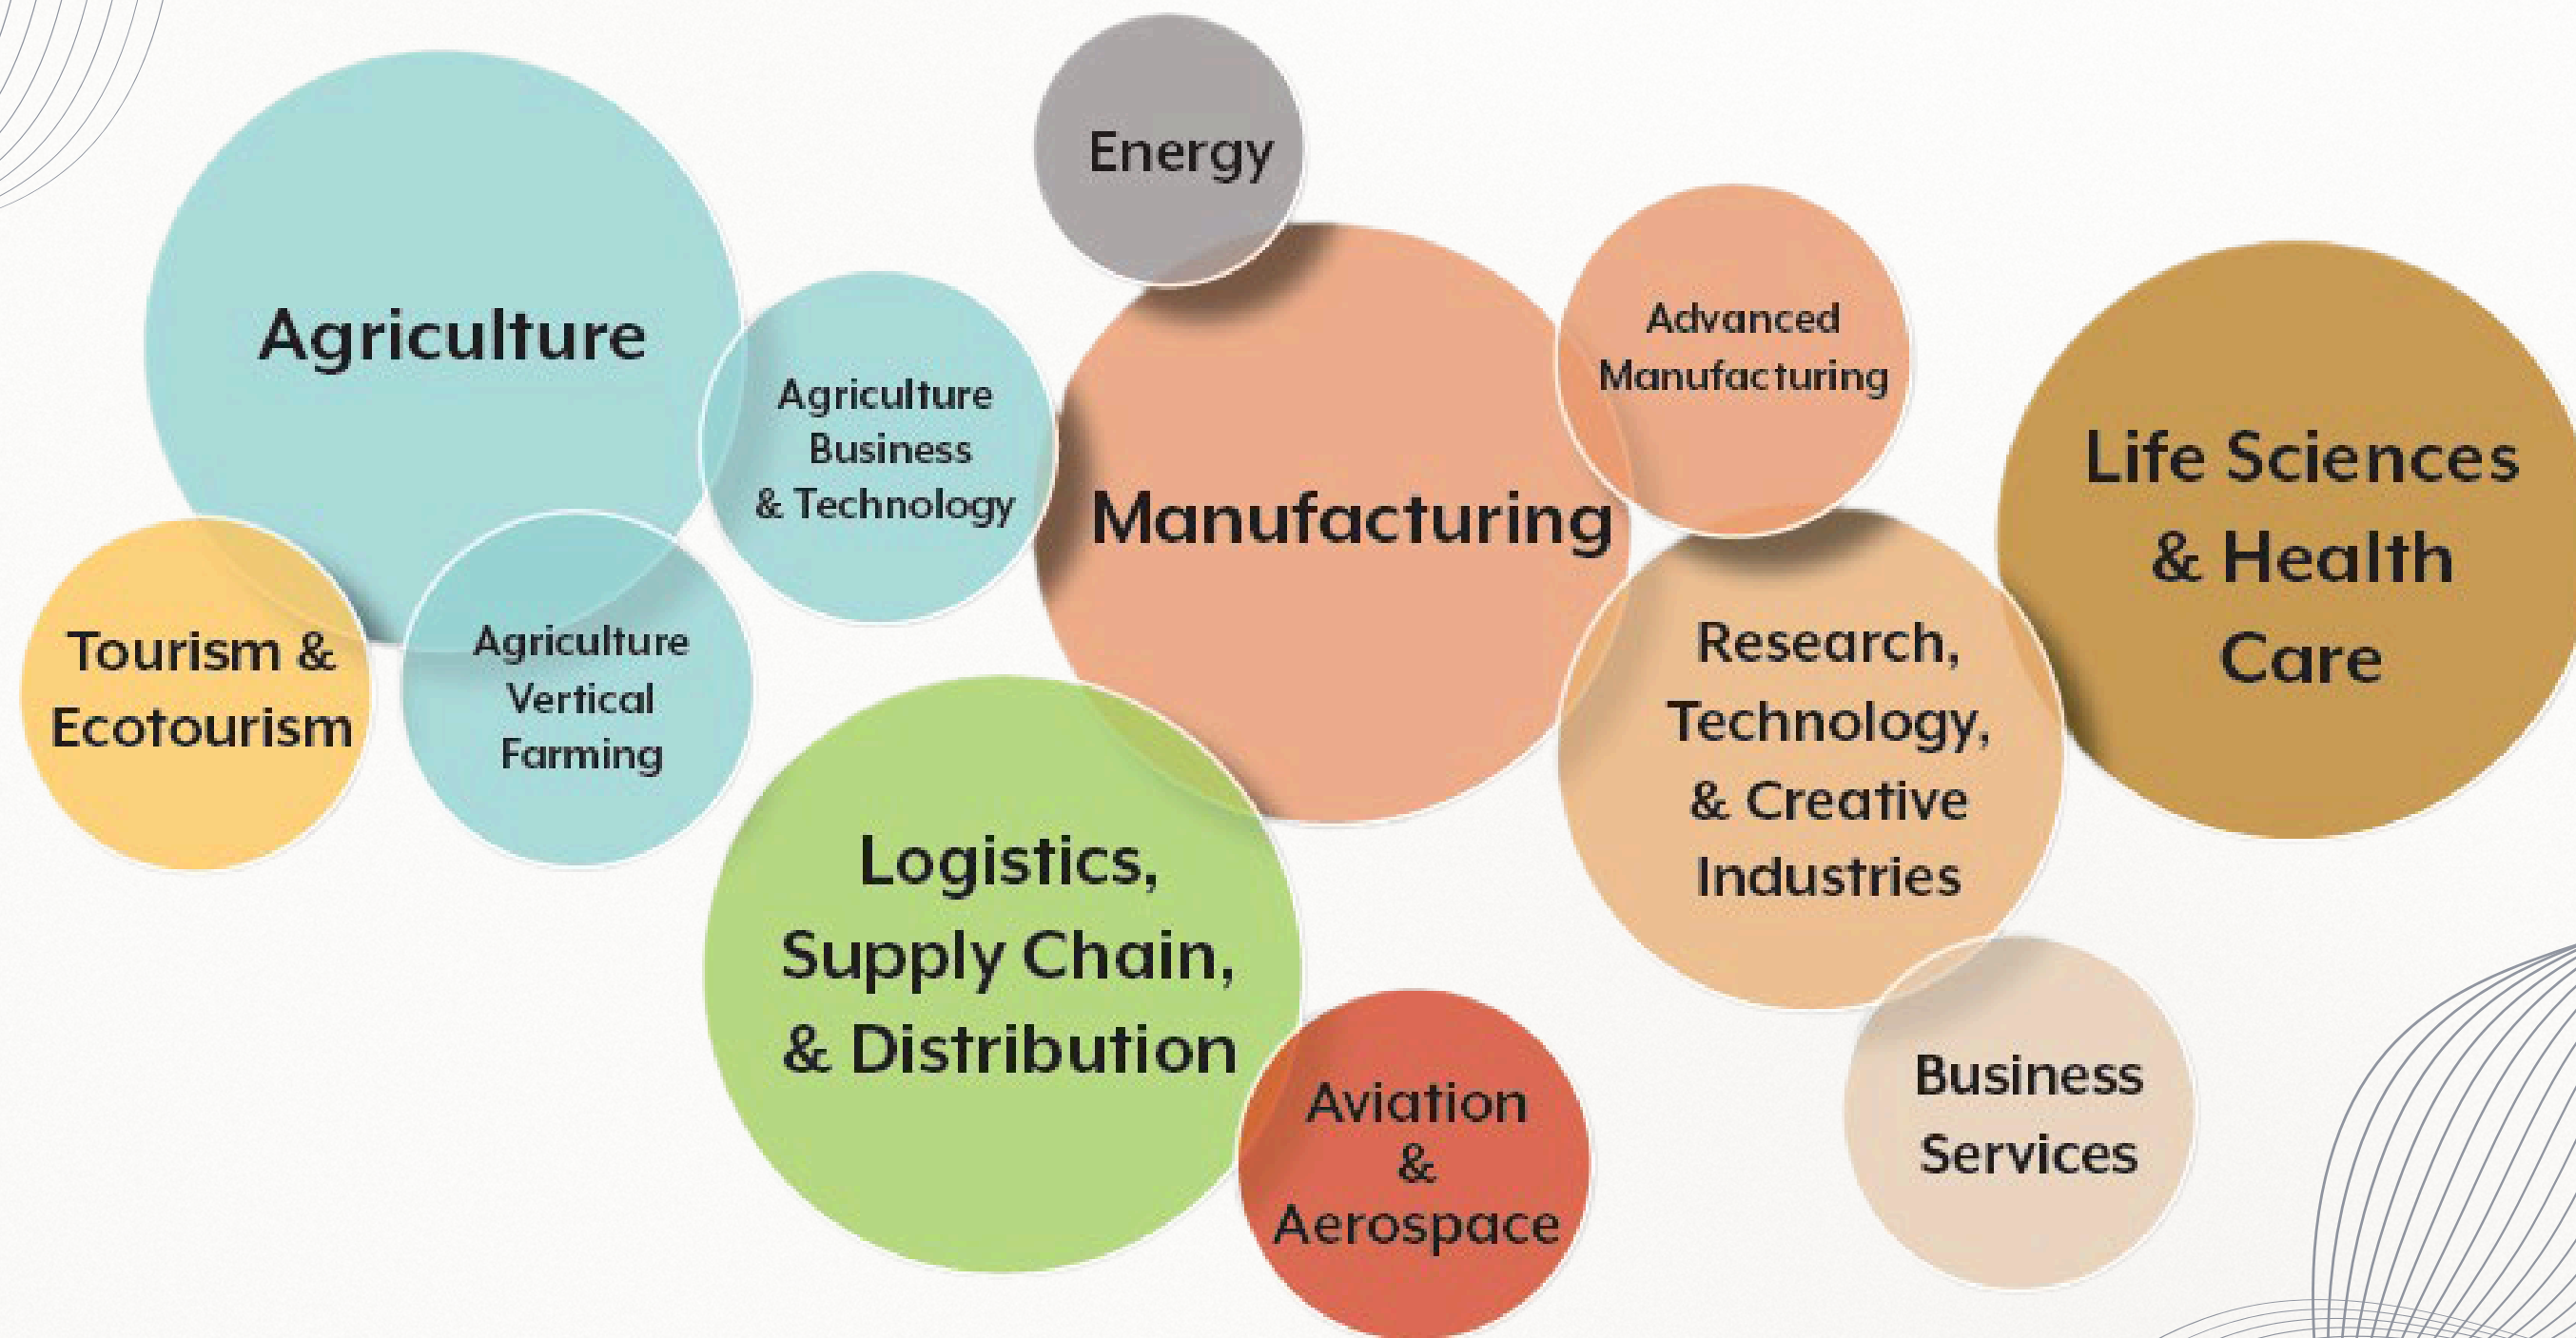 Energy
Agriculture
Agriculture
Business
& Technology
Tourism &
Ecotourism
Agriculture
Vertical
Farming
Manufacturing
Advanced
Manufacturing
Life Sciences
& Health
Care
Research,
Technology,
& Creative
Industries
Logistics,
Supply Chain,
& Distribution
Aviation
&
Aerospace
Business
Services